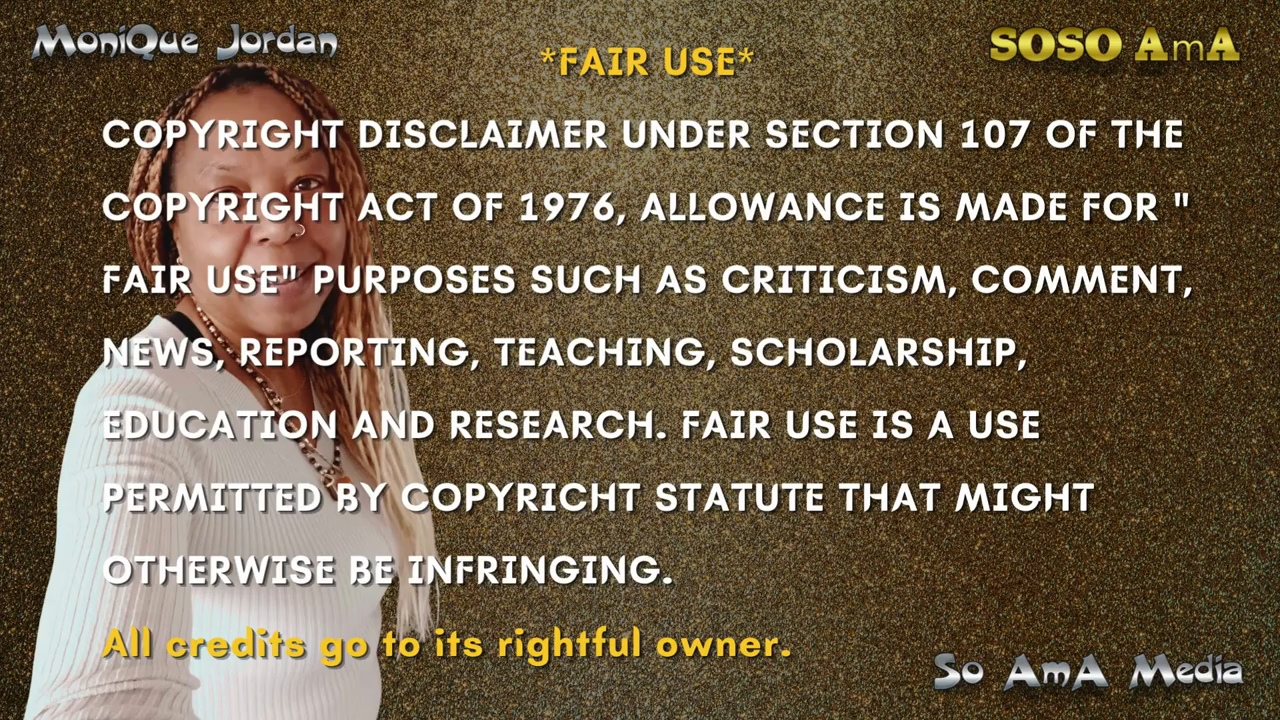 MoniQue Jordan
SOSO AmA
*FAIR USE*
COPYRIGHT DISCLAIMER UNDER SECTION 107 OF THE
COPYRIGHT ACT OF 1976, ALLOWANCE IS MADE FOR "
FAIR USE" PURPOSES SUCH AS CRITICISM, COMMENT,
NEWS, REPORTING, TEACHING, SCHOLARSHIP,
EDUCATION AND RESEARCH. FAIR USE IS A USE
PERMITTED BY COPYRICHT STATUTE THAT MIGHT
OTHERWISE BE INFRINGING.
All credits go to its rightful owner.
So AmA Media